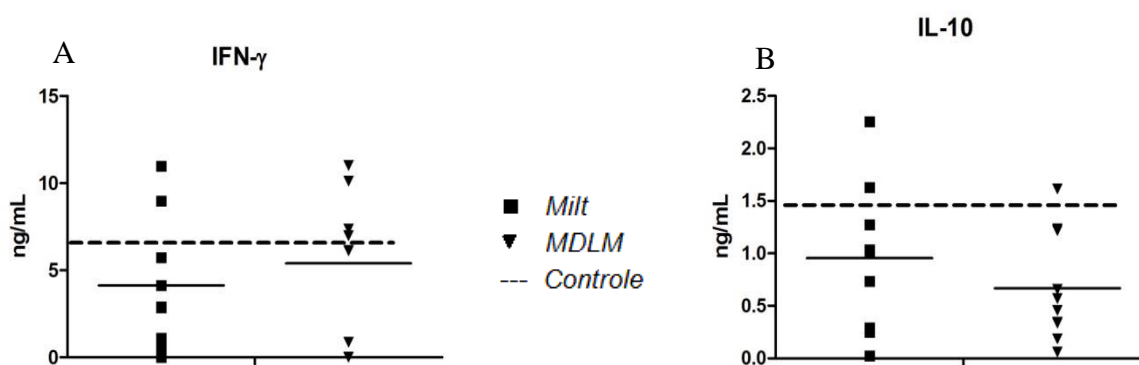 A
IFN-γ
15
10
5
0
ng/mL
Milt
MDLM
Controle
B
IL-10
2.5
2.0
1.5
1.0
0.5
0.0
ng/mL